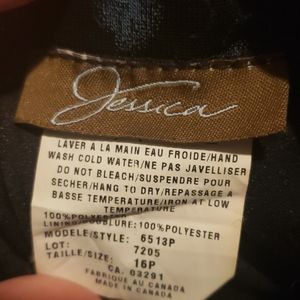 Jessica
LAVER À LA MAIN EAU FROIDE/HAND
WASH COLD WATER/NE PAS JAVELLISER
DO NOT BLEACH/SUSPENDRE POUR
SECHER/HANG TO DRY/REPASSAGE A
BASSE TEMPERATURE/IRON AT LOW
TEMPERATURE
100%POLYESTER
LINING/DOUBLURE:100%POLYESTER
MODELE/STYLE: 6513P
LOT: 7205
TAILLE/SIZE: 16P
CA. 03291
FABRIQUE AU CANADA
MADE IN CANADA